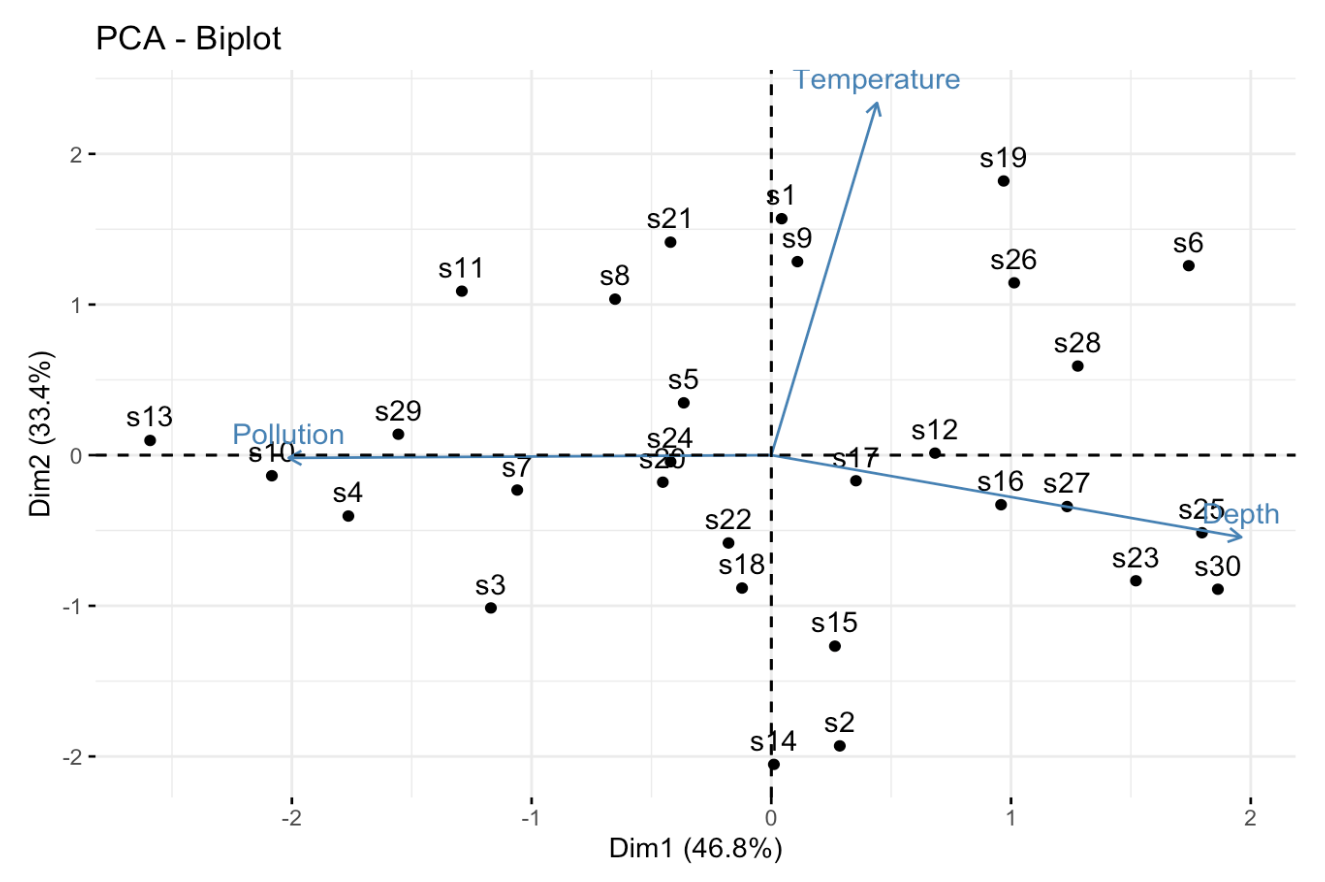 PCA - Biplot
Temperature
s19
s1
s21
s9
s6
s11
s8
s26
s28
s5
s13
s29
s12
Pollution
s24
s10
s20
s17
s7
s4
s16
s27
s25
Depth
s22
s18
s23
s30
s3
s15
s2
s14
2
1
0
-1
-2
Dim2 (33.4%)
-2
-1
0
1
2
Dim1 (46.8%)